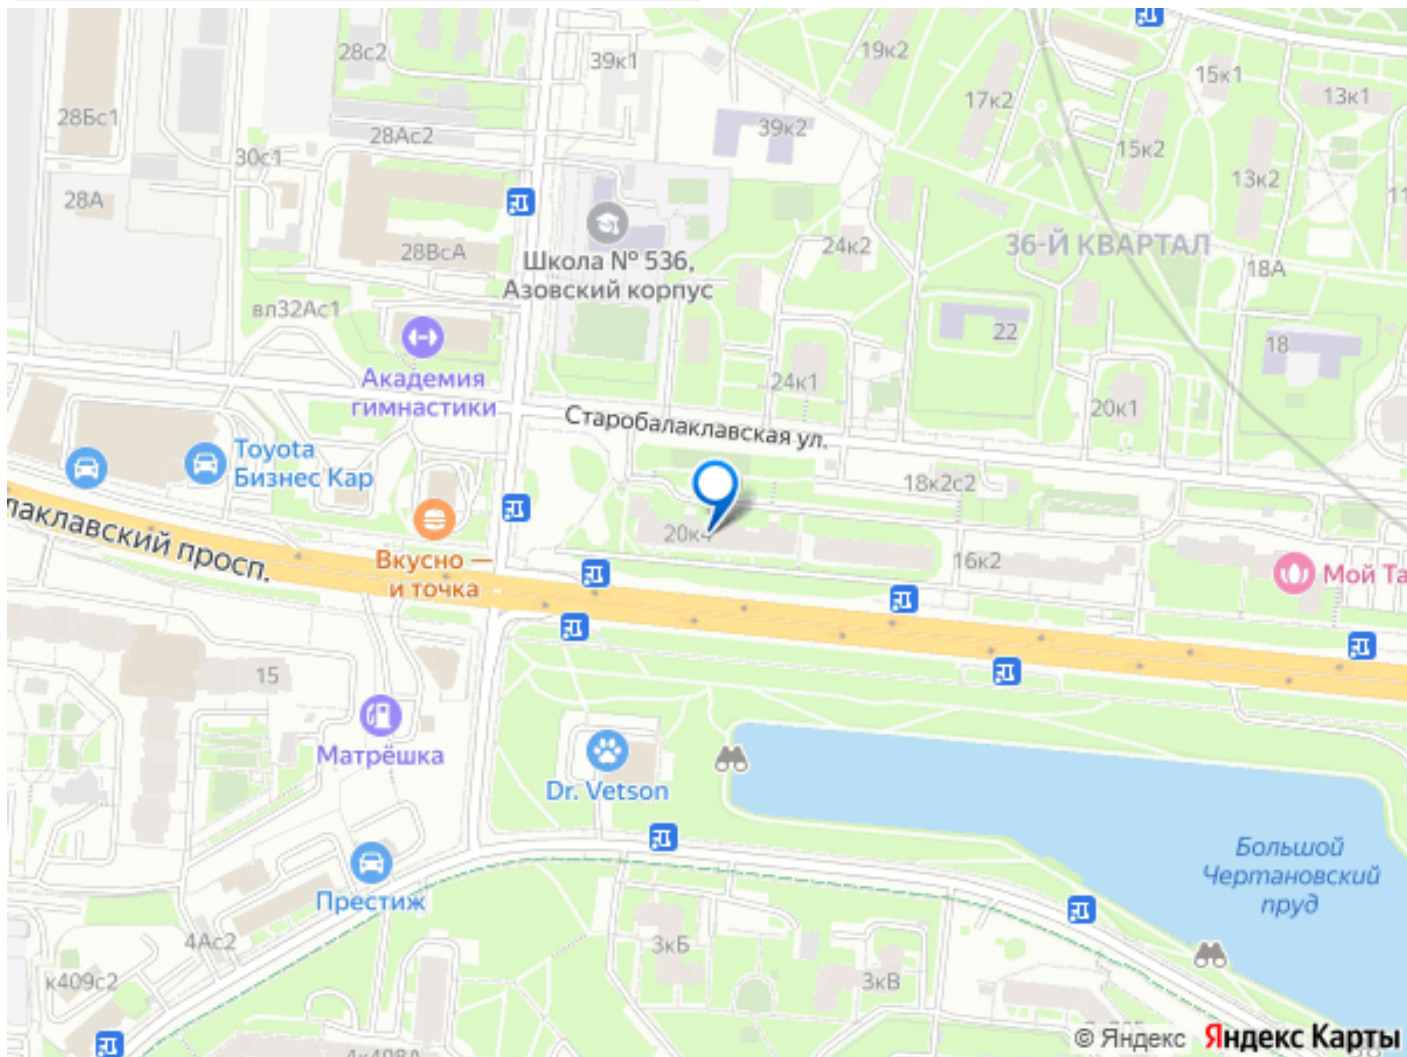 28с2
39к1
19к2
15к1
13к1
17к2
28Бс1
28Ас2
39к2
15к2
30с1
13к2
28А
28ВсА
24к2
36-Й КВАРТАЛ
18А
Школа № 536,
Азовский корпус
вл32Ас1
22
18
Академия
гимнастики
24к1
20к1
Старобалаклавская ул.
Toyota
Бизнес Кар
18к2с2
лаклавский просп.
20к4
Вкусно —
и точка
16к2
Мой Та
15
Матрёшка
Dr. Vetson
Большой
Чертановский
пруд
Престиж
4Ас2
3кБ
3кВ
к409с2
© Яндекс Яндекс Карты